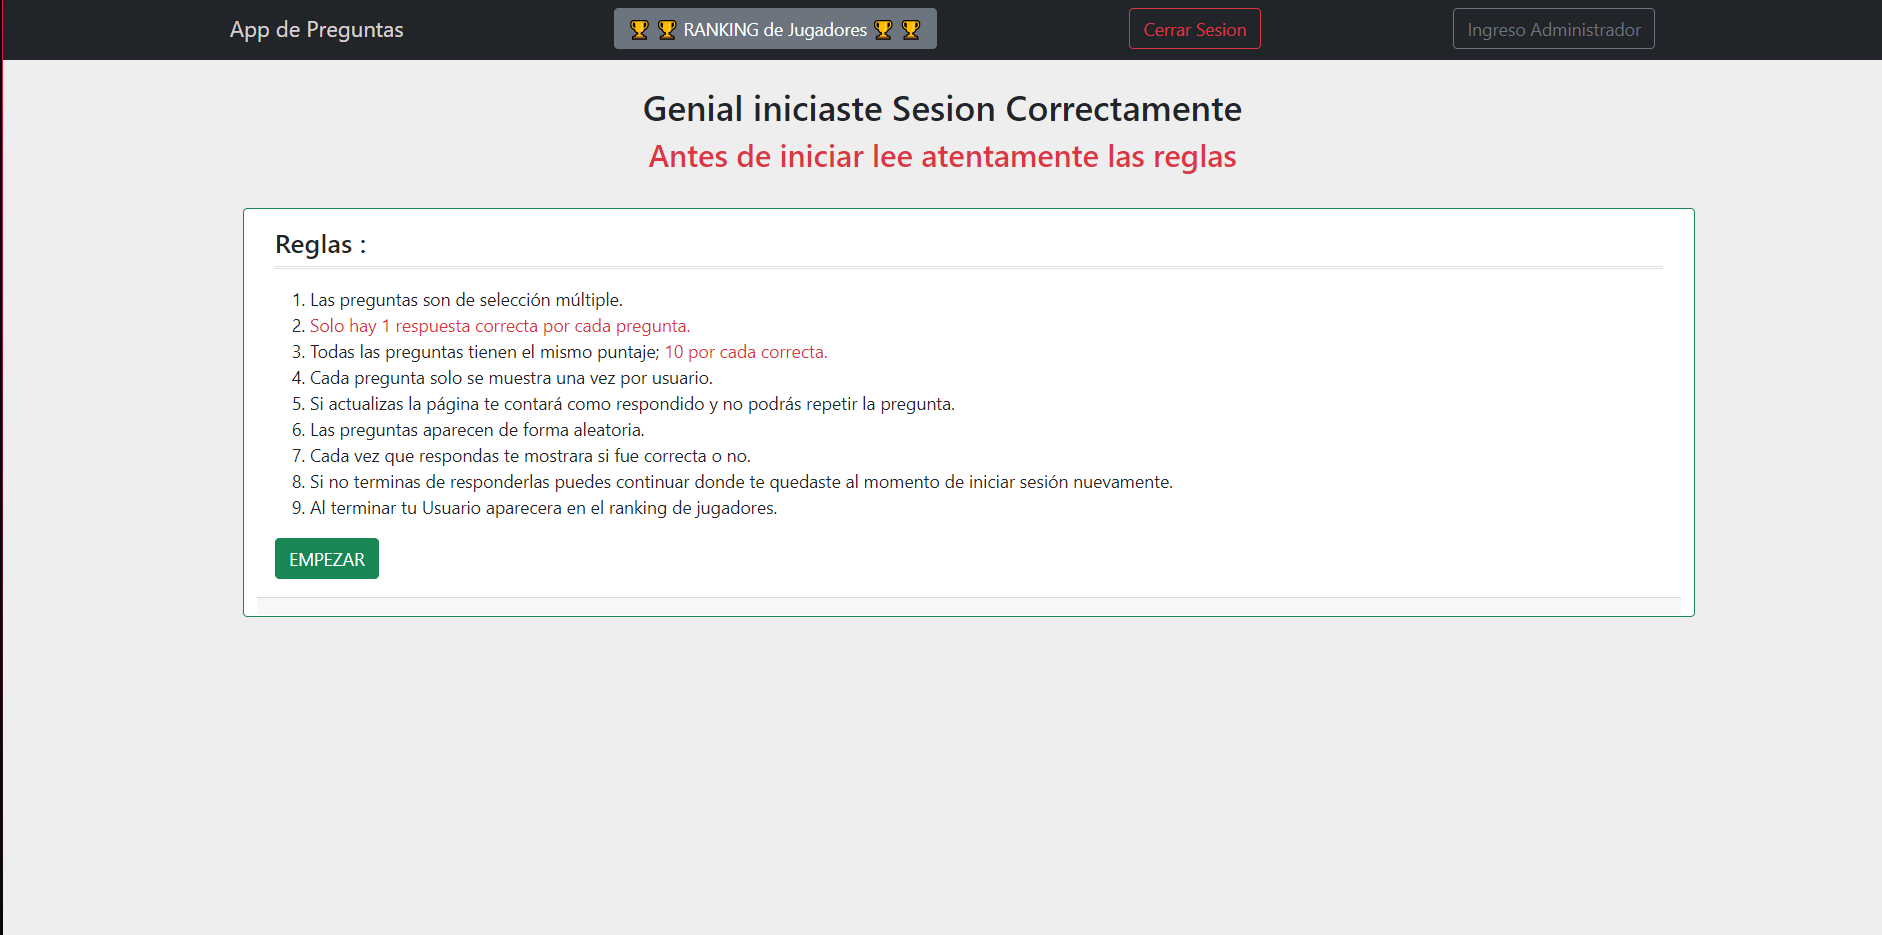 App de Preguntas
🏆 🏆 RANKING de Jugadores 🏆 🏆
Cerrar Sesion
Ingreso Administrador
Genial iniciaste Sesion Correctamente
Antes de iniciar lee atentamente las reglas
Reglas :
1. Las preguntas son de selección múltiple.
2. Solo hay 1 respuesta correcta por cada pregunta.
3. Todas las preguntas tienen el mismo puntaje; 10 por cada correcta.
4. Cada pregunta solo se muestra una vez por usuario.
5. Si actualizas la página te contará como respondido y no podrás repetir la pregunta.
6. Las preguntas aparecen de forma aleatoria.
7. Cada vez que respondas te mostrara si fue correcta o no.
8. Si no terminas de responderlas puedes continuar donde te quedaste al momento de iniciar sesión nuevamente.
9. Al terminar tu Usuario aparecera en el ranking de jugadores.
EMPEZAR